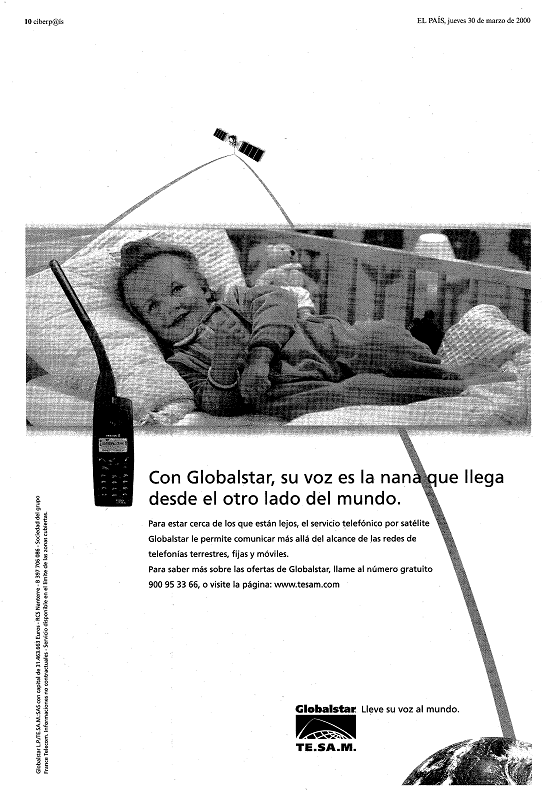 10 ciberp@ís
EL PAÍS, jueves 30 de marzo de 2000
Con Globalstar, su voz es la nana que llega
desde el otro lado del mundo.
Para estar cerca de los que están lejos, el servicio telefónico por satélite
Globalstar le permite comunicar más allá del alcance de las redes de
telefonías terrestres, fijas y móviles.
Para saber más sobre las ofertas de Globalstar, llame al número gratuito
900 95 33 66, o visite la página: www.tesam.com
Globalstar L.P./TE.SA.M.:SAS con capital de 31.463.063 Euros - RCS Nanterre - B 397 706 086 - Sociedad del grupo
France Telecom. Informaciones no contractuales - Servicio disponible en el límite de las zonas cubiertas.
Globalstar. Lleve su voz al mundo.
TE.SA.M.